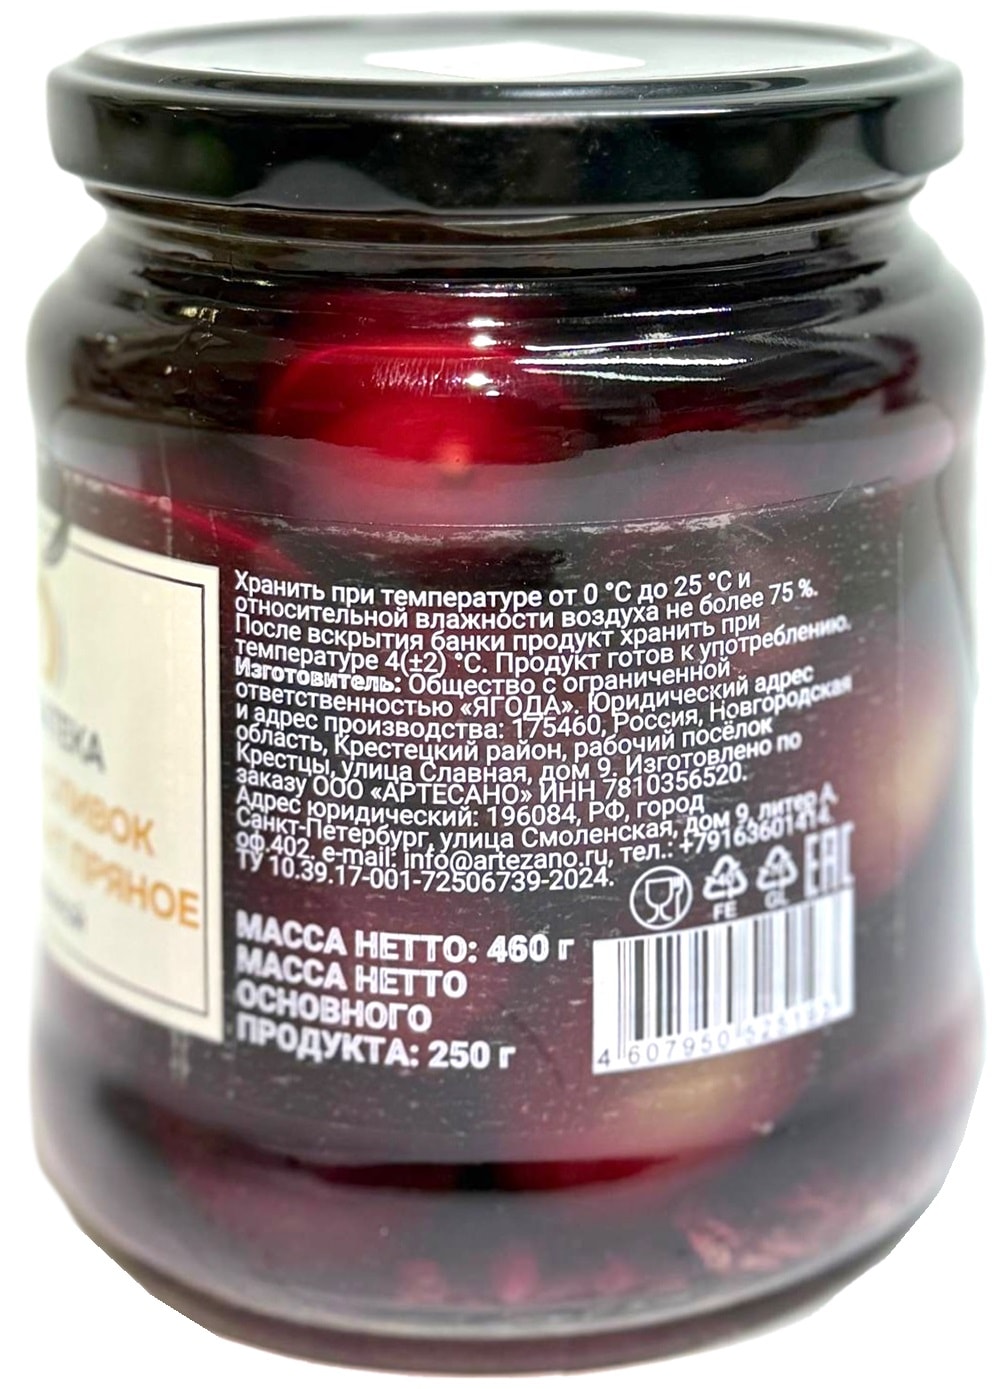 ПРЯНОЕ
Хранить при температуре от 0 °C до 25 °C и
относительной влажности воздуха не более 75 %.
После вскрытия банки продукт хранить при
температуре 4(±2) °C. Продукт готов к употреблению.
Изготовитель: Общество с ограниченной
ответственностью «ЯГОДА». Юридический адрес
и адрес производства: 175460, Россия, Новгородская
область, Крестецкий район, рабочий посёлок
Крестцы, улица Славная, дом 9. Изготовлено по
заказу ООО «АРТЕСАНО» ИНН 7810356520.
Адрес юридический: 196084, РФ, город
Санкт-Петербург, улица Смоленская, дом 9, литер А,
оф.402, e-mail: info@artezano.ru, тел.: +79163601414.
ТУ 10.39.17-001-72506739-2024.
FE GL EAC
МАССА НЕТТО: 460 г
МАССА НЕТТО
ОСНОВНОГО
ПРОДУКТА: 250 г